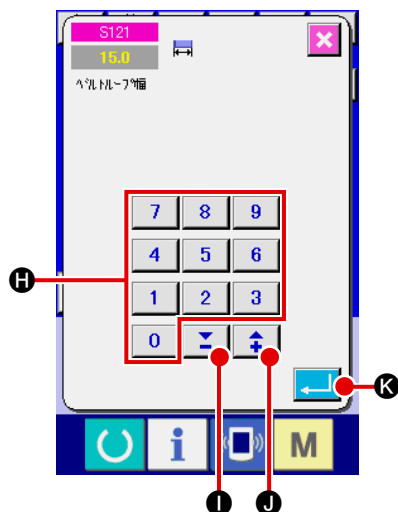 S121
15.0
ﾍﾞﾙﾄﾙｰﾌﾟ幅
7 8 9
4 5 6
H
1 2 3
0
K
i M
I J